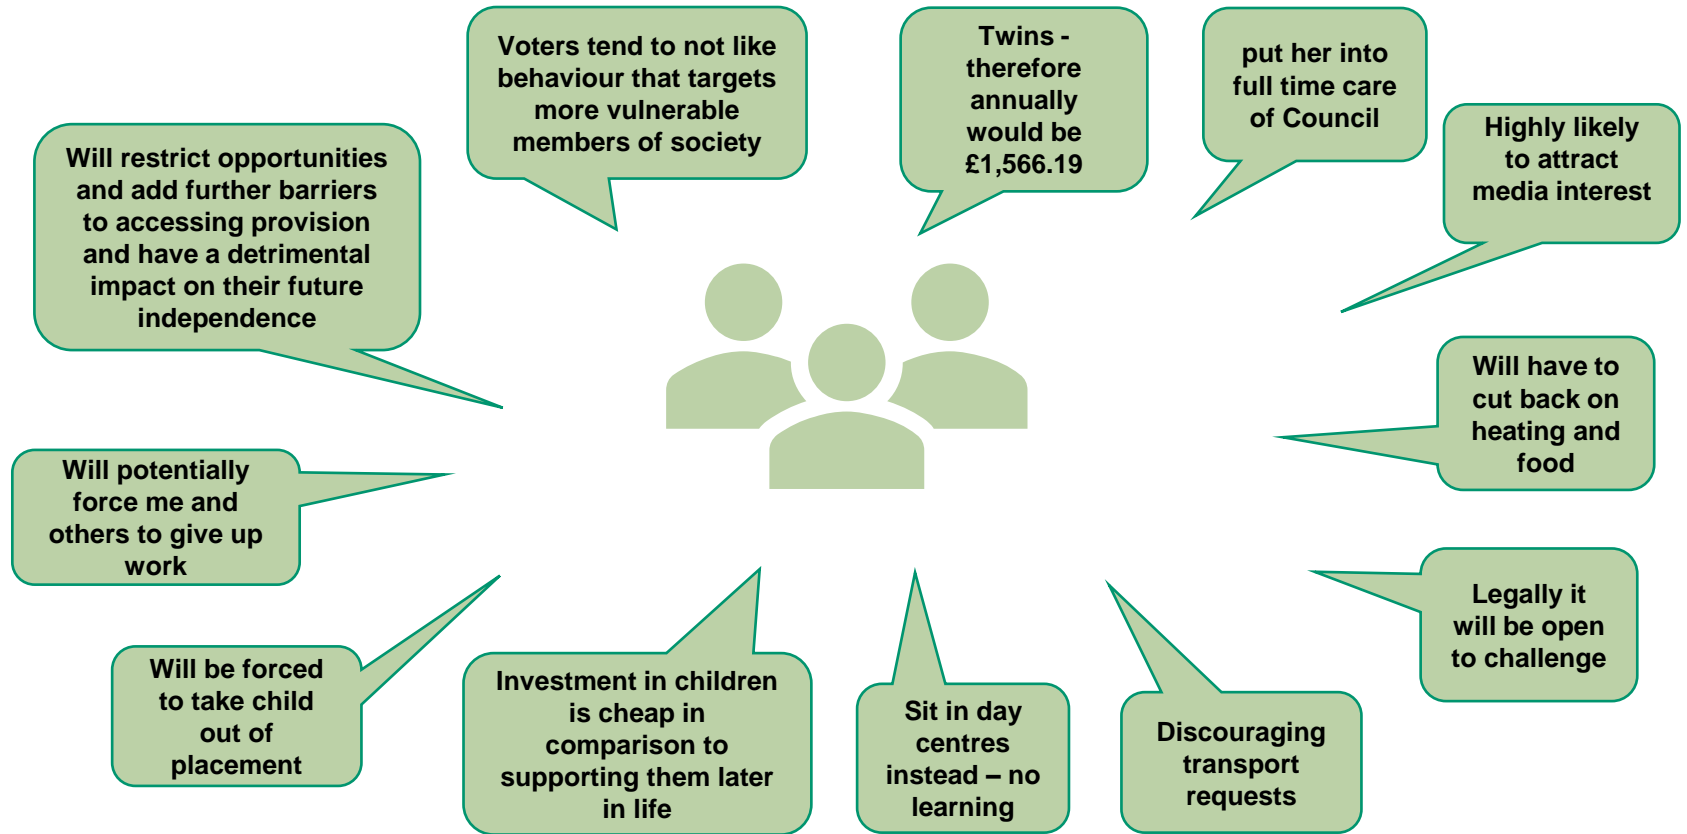 Voters tend to not like
behaviour that targets
more vulnerable
members of society
Twins -
therefore
annually
would be
£1,566.19
put her into
full time care
of Council
Highly likely
to attract
media interest
Will restrict opportunities
and add further barriers
to accessing provision
and have a detrimental
impact on their future
independence
Will have to
cut back on
heating and
food
Will potentially
force me and
others to give up
work
Legally it
will be open
to challenge
Will be forced
to take child
out of
placement
Investment in children
is cheap in
comparison to
supporting them later
in life
Sit in day
centres
instead – no
learning
Discouraging
transport
requests